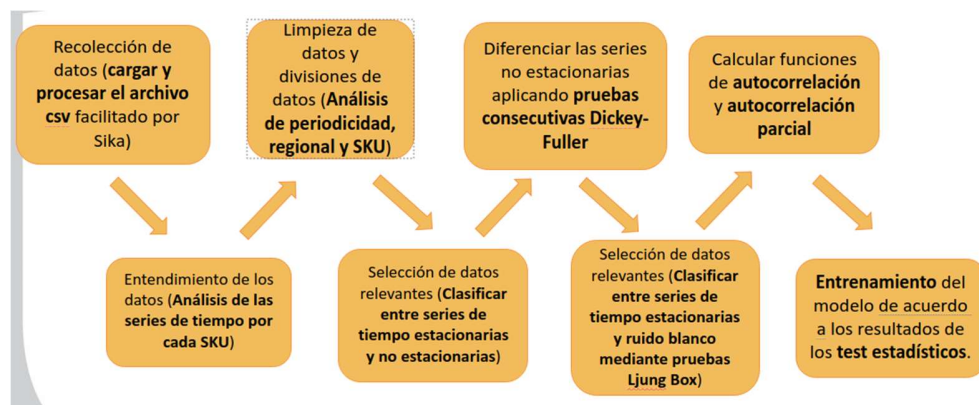 Recolección de
datos (cargar y
procesar el archivo
csv facilitado por
Sika)
Entendimiento de los
datos (Análisis de las
series de tiempo por
cada SKU)
Limpieza de
datos y
divisiones de
datos (Análisis
de periodicidad,
regional y SKU)
Selección de datos
relevantes (Clasificar
entre series de
tiempo estacionarias
y no estacionarias)
Diferenciar las series
no estacionarias
aplicando pruebas
consecutivas Dickey-
Fuller
Selección de datos
relevantes (Clasificar
entre series de
tiempo estacionarias
y ruido blanco
mediante pruebas
Ljung Box)
Calcular funciones
de autocorrelación
y autocorrelación
parcial
Entrenamiento del
modelo de acuerdo
a los resultados de
los test estadísticos.